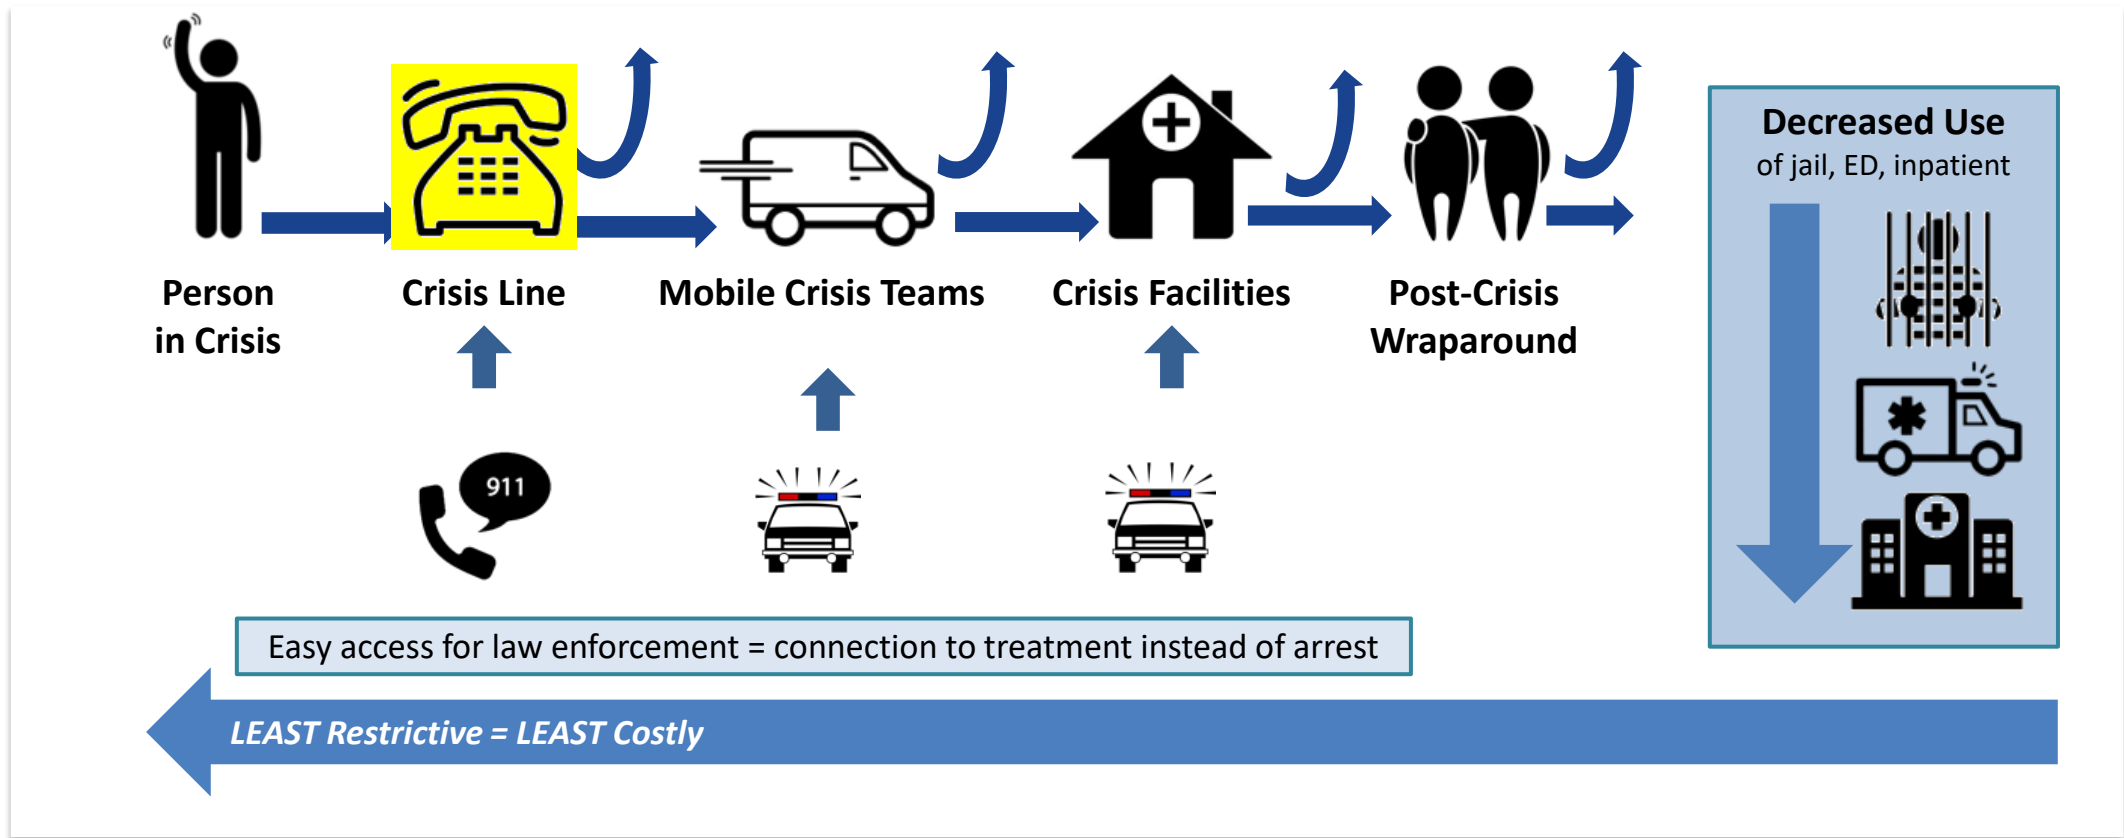 Person
in Crisis
Crisis Line
Mobile Crisis Teams
Crisis Facilities
Post-Crisis
Wraparound
911
Decreased Use
of jail, ED, inpatient
Easy access for law enforcement = connection to treatment instead of arrest
LEAST Restrictive = LEAST Costly